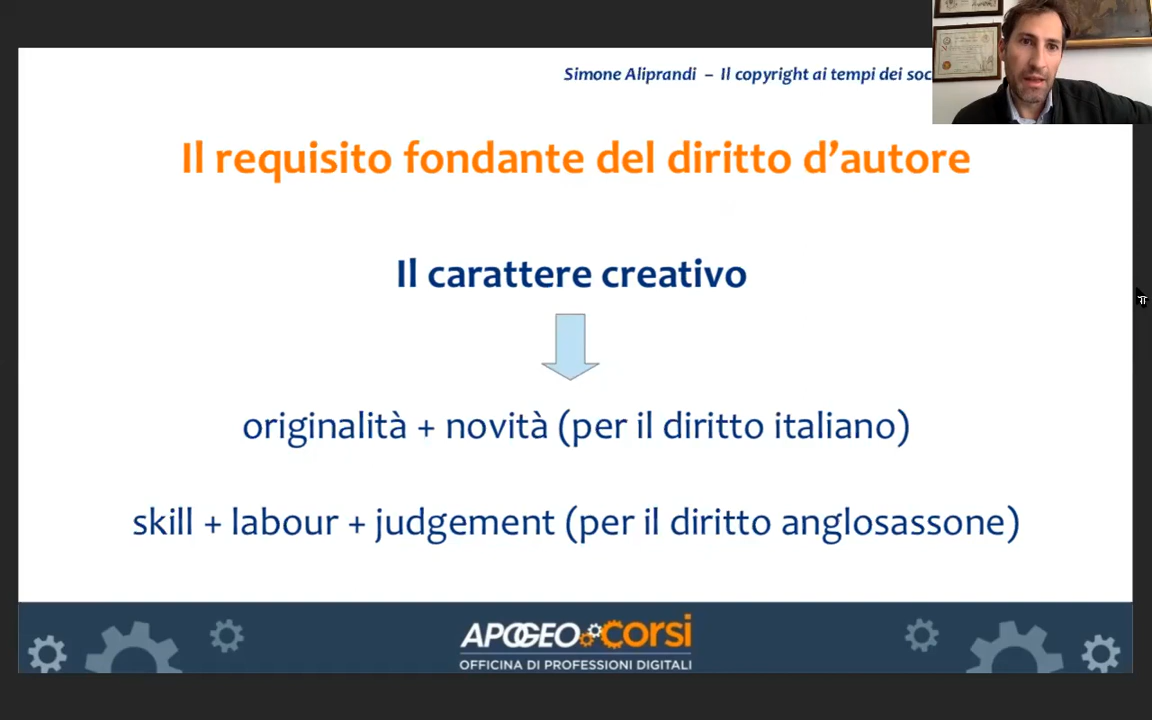 Simone Aliprandi – Il copyright ai tempi dei
Il requisito fondante del diritto d'autore
Il carattere creativo
originalità + novità (per il diritto italiano)
skill + labour + judgement (per il diritto anglosassone)
APOGEO CORSI
OFFICINA DI PROFESSIONI DIGITALI